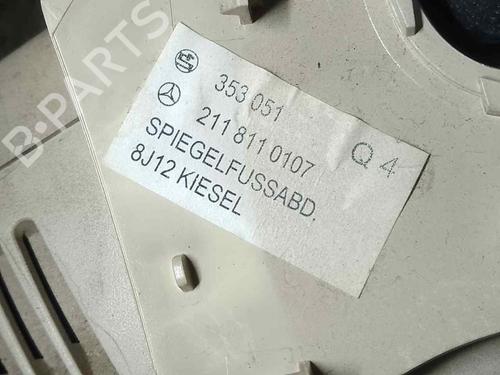 B-PARTS
353 051
211 811 0107 Q 4
SPIEGELFUSSABD.
8J12 KIESEL